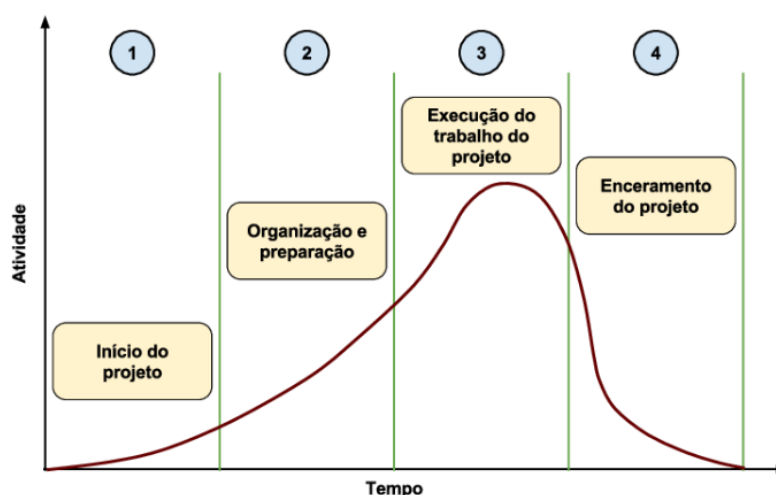 1
2
3
4
Execução do
trabalho do
projeto
Enceramento
do projeto
Organização e
preparação
Início do
projeto
Atividade
Tempo